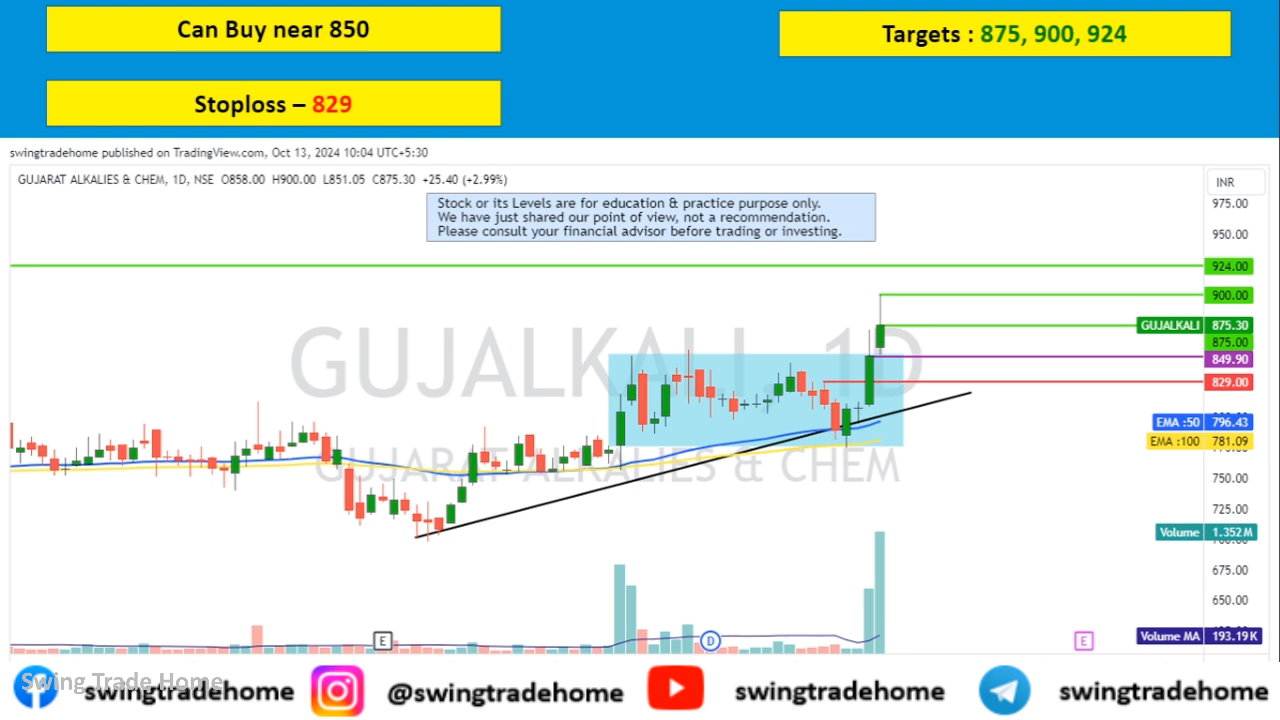 Can Buy near 850
Targets : 875, 900, 924
Stoploss – 829
swingtradehome published on TradingView.com, Oct 13, 2024 10:04 UTC+5:30
GUJARAT ALKALIES & CHEM, 1D, NSE O858.00 H900.00 L851.05 C875.30 +25.40 (+2.99%)
INR
Stock or its Levels are for education & practice purpose only.
We have just shared our point of view, not a recommendation.
Please consult your financial advisor before trading or investing.
975.00
950.00
924.00
900.00
GUJALKALI 875.30
875.00
849.90
829.00
GUJALKALI, 1D
GUJARAT ALKALIES & CHEM
EMA :50 796.43
EMA :100 781.09
750.00
725.00
Volume 1.352M
675.00
650.00
Volume MA 193.19K
E
D
E
Swing Trade Home
swingtradehome
@swingtradehome
swingtradehome
swingtradehome